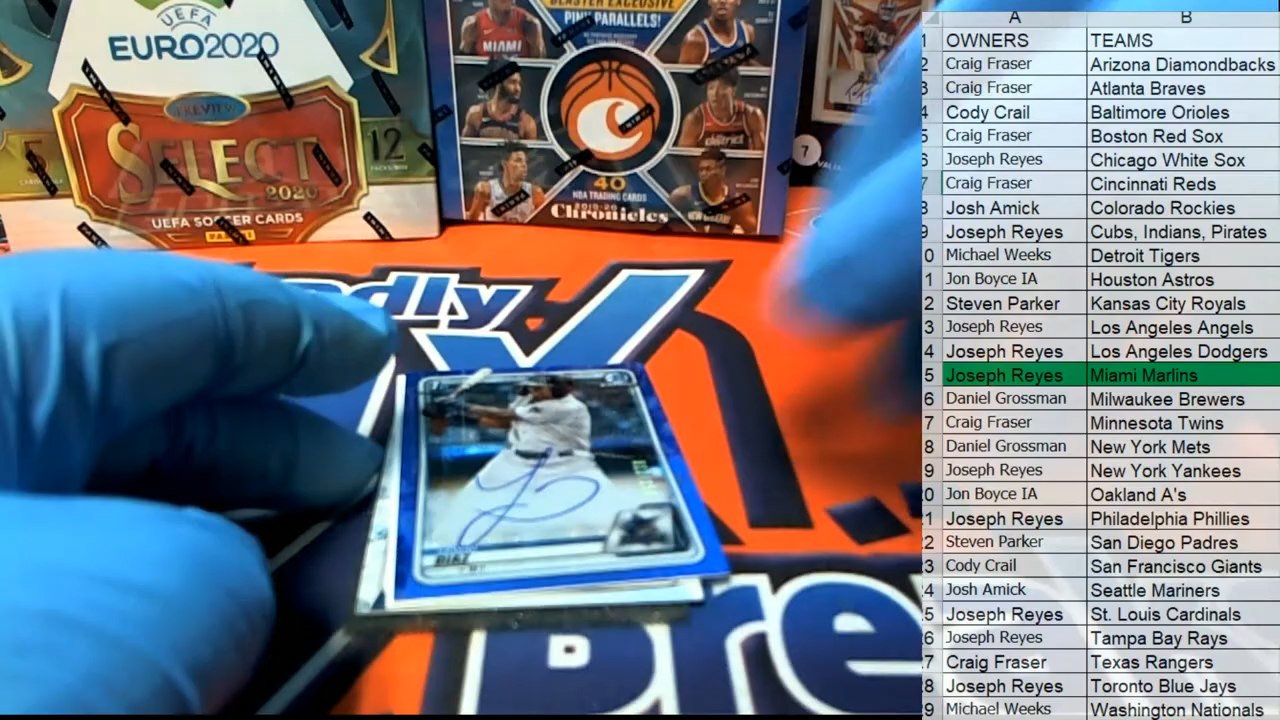 UEFA
EURO2020
PREVIEW
SELECT
2020
12
UEFA SOCCER CARDS
PANINI
BLASTER EXCLUSIVE
PINK PARALLELS!
MIAMI
40
NBA TRADING CARDS
2019-20
Chronicles
7
DIAZ
A B
1 OWNERS TEAMS
2 Craig Fraser Arizona Diamondbacks
3 Craig Fraser Atlanta Braves
4 Cody Crail Baltimore Orioles
5 Craig Fraser Boston Red Sox
6 Joseph Reyes Chicago White Sox
7 Craig Fraser Cincinnati Reds
8 Josh Amick Colorado Rockies
9 Joseph Reyes Cubs, Indians, Pirates
0 Michael Weeks Detroit Tigers
1 Jon Boyce IA Houston Astros
2 Steven Parker Kansas City Royals
3 Joseph Reyes Los Angeles Angels
4 Joseph Reyes Los Angeles Dodgers
5 Joseph Reyes Miami Marlins
6 Daniel Grossman Milwaukee Brewers
7 Craig Fraser Minnesota Twins
8 Daniel Grossman New York Mets
9 Joseph Reyes New York Yankees
0 Jon Boyce IA Oakland A's
1 Joseph Reyes Philadelphia Phillies
2 Steven Parker San Diego Padres
3 Cody Crail San Francisco Giants
4 Josh Amick Seattle Mariners
5 Joseph Reyes St. Louis Cardinals
6 Joseph Reyes Tampa Bay Rays
7 Craig Fraser Texas Rangers
8 Joseph Reyes Toronto Blue Jays
9 Michael Weeks Washington Nationals